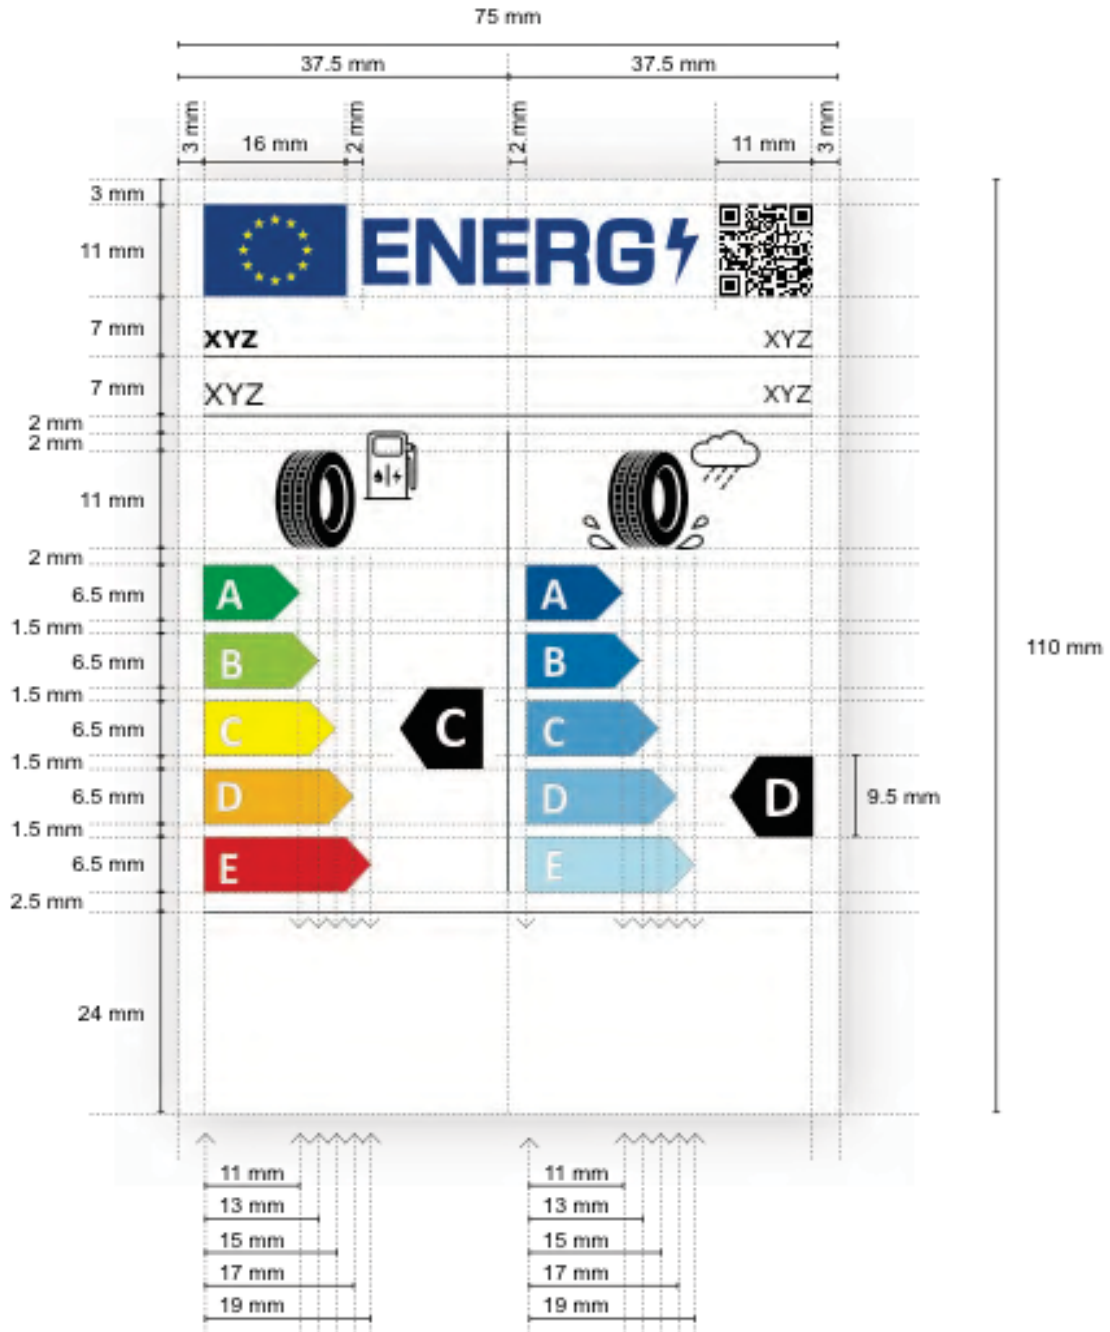 75 mm
37.5 mm 37.5 mm
3 mm 16 mm 2 mm 2 mm 11 mm 3 mm
3 mm
11 mm ENERG
7 mm XYZ XYZ
7 mm XYZ XYZ
2 mm
2 mm
11 mm
2 mm
6.5 mm A A
1.5 mm
6.5 mm B B
110 mm
1.5 mm
6.5 mm C C C
1.5 mm
6.5 mm D D D 9.5 mm
1.5 mm
6.5 mm E E
2.5 mm
24 mm
11 mm 11 mm
13 mm 13 mm
15 mm 15 mm
17 mm 17 mm
19 mm 19 mm